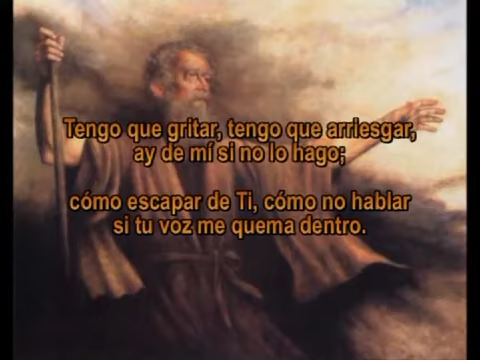 Tengo que gritar, tengo que arriesgar,
ay de mí si no lo hago;
cómo escapar de Ti, cómo no hablar
si tu voz me quema dentro.